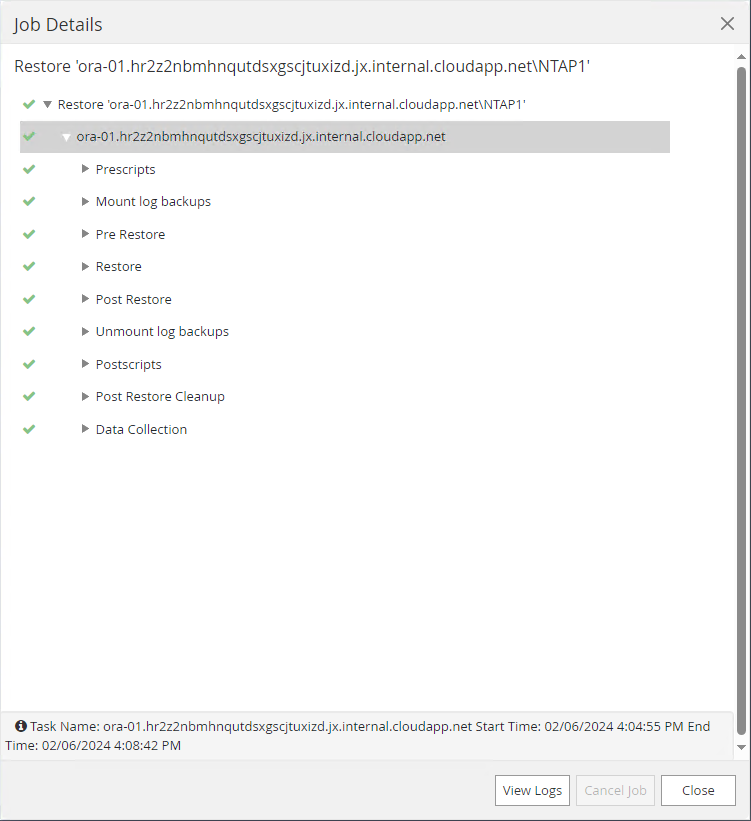 Job Details
Restore 'ora-01.hr2z2nbmhnqutdsxgscjtuxizd.jx.internal.cloudapp.net\NTAP1'
Restore 'ora-01.hr2z2nbmhnqutdsxgscjtuxizd.jx.internal.cloudapp.net\NTAP1'
ora-01.hr2z2nbmhnqutdsxgscjtuxizd.jx.internal.cloudapp.net
Prescripts
Mount log backups
Pre Restore
Restore
Post Restore
Unmount log backups
Postscripts
Post Restore Cleanup
Data Collection
Task Name: ora-01.hr2z2nbmhnqutdsxgscjtuxizd.jx.internal.cloudapp.net Start Time: 02/06/2024 4:04:55 PM End
Time: 02/06/2024 4:08:42 PM
View Logs Cancel Job Close